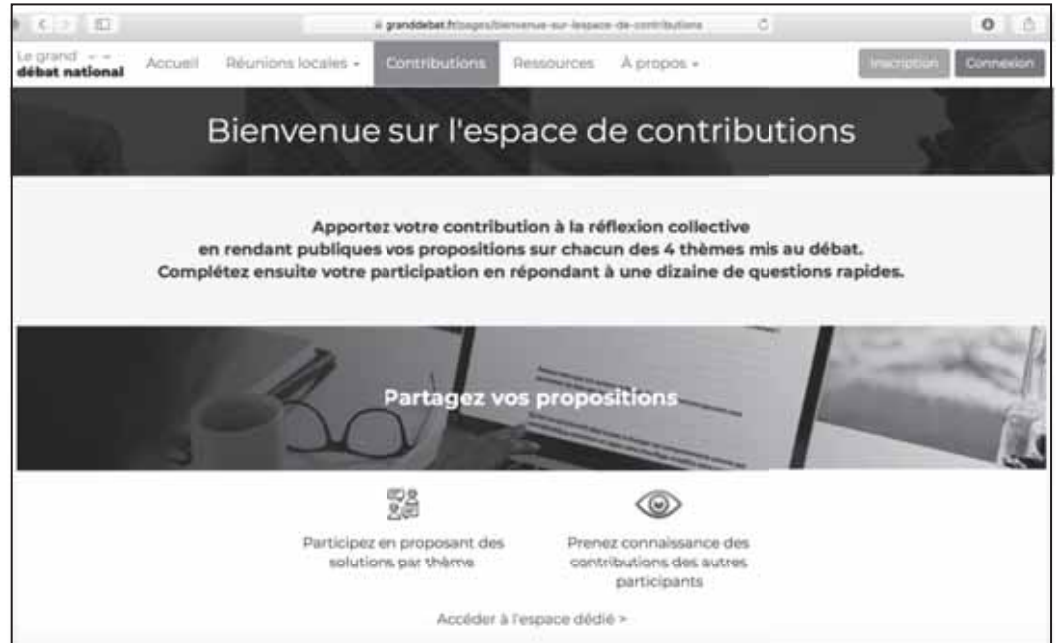 granddebat.fr/pages/bienvenue-sur-lespace-de-contributions
Le grand
débat national
Accueil
Réunions locales
Contributions
Ressources
À propos
Inscription
Connexion
Bienvenue sur l'espace de contributions
Apportez votre contribution à la réflexion collective
en rendant publiques vos propositions sur chacun des 4 thèmes mis au débat.
Complétez ensuite votre participation en répondant à une dizaine de questions rapides.
Partagez vos propositions
Participez en proposant des
solutions par thème
Prenez connaissance des
contributions des autres
participants
Accéder à l'espace dédié >